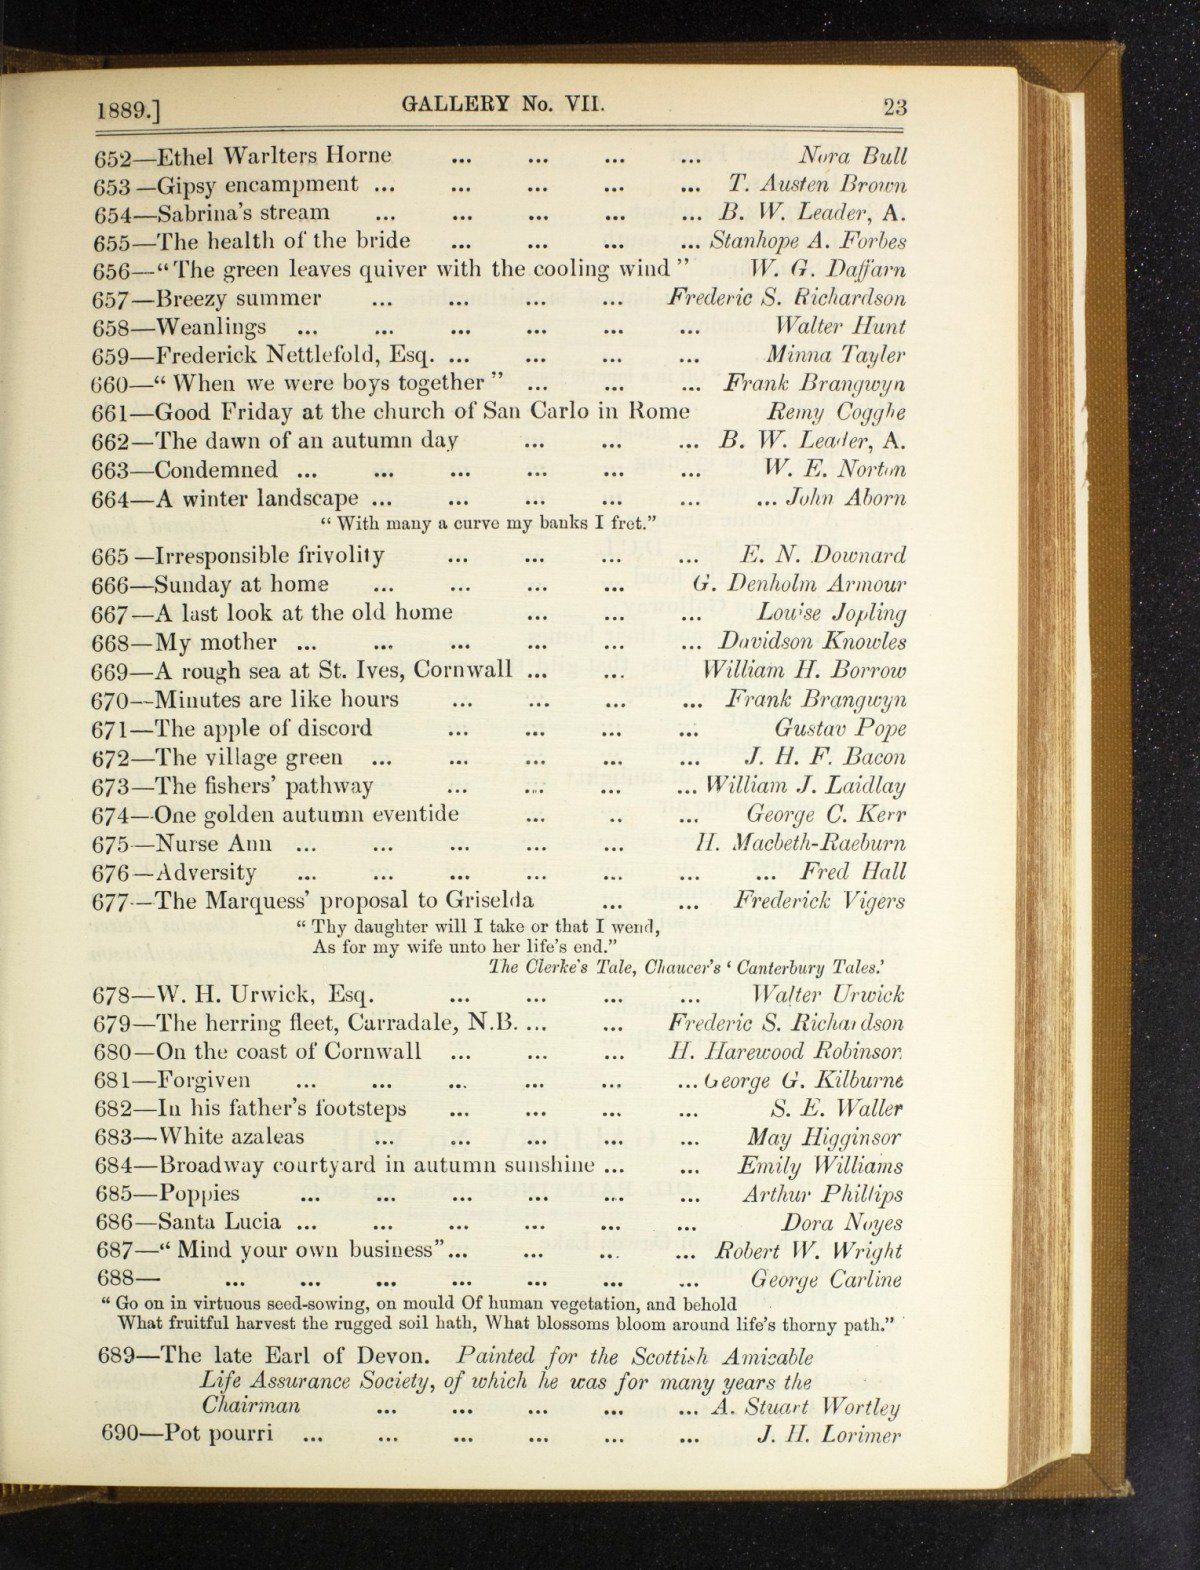 1889.] GALLERY No. VII. 23
652—Ethel Warlters Horne ... ... ... ... Nora Bull
653—Gipsy encampment ... ... ... ... ... T. Austen Brown
654—Sabrina's stream ... ... ... ... ... B. W. Leader, A.
655—The health of the bride ... ... ... ... Stanhope A. Forbes
656—"The green leaves quiver with the cooling wind" W. G. Daffarn
657—Breezy summer ... ... ... ... Frederic S. Richardson
658—Weanlings ... ... ... ... ... ... Walter Hunt
659—Frederick Nettlefold, Esq. ... ... ... ... Minna Tayler
660—"When we were boys together" ... ... ... Frank Brangwyn
661—Good Friday at the church of San Carlo in Rome Remy Cogghe
662—The dawn of an autumn day ... ... ... B. W. Leader, A.
663—Condemned ... ... ... ... ... ... W. E. Norton
664—A winter landscape ... ... ... ... ... ... John Aborn
"With many a curve my banks I fret."
665—Irresponsible frivolity ... ... ... ... E. N. Downard
666—Sunday at home ... ... ... ... G. Denholm Armour
667—A last look at the old home ... ... ... Louise Jopling
668—My mother ... ... ... ... ... ... Davidson Knowles
669—A rough sea at St. Ives, Cornwall ... ... William H. Borrow
670—Minutes are like hours ... ... ... ... Frank Brangwyn
671—The apple of discord ... ... ... ... Gustav Pope
672—The village green ... ... ... ... ... J. H. F. Bacon
673—The fishers' pathway ... ... ... ... William J. Laidlay
674—One golden autumn eventide ... .. ... George C. Kerr
675—Nurse Ann ... ... ... ... ... H. Macbeth-Raeburn
676—Adversity ... ... ... ... ... ... ... Fred Hall
677—The Marquess' proposal to Griselda ... ... Frederick Vigers
"Thy daughter will I take or that I wend,
As for my wife unto her life's end."
The Clerke's Tale, Chaucer's 'Canterbury Tales.'
678—W. H. Urwick, Esq. ... ... ... ... Walter Urwick
679—The herring fleet, Carradale, N.B. ... ... Frederic S. Richardson
680—On the coast of Cornwall ... ... ... H. Harewood Robinson
681—Forgiven ... ... ... ... ... ... George G. Kilburne
682—In his father's footsteps ... ... ... ... S. E. Waller
683—White azaleas ... ... ... ... ... May Higginson
684—Broadway courtyard in autumn sunshine ... ... Emily Williams
685—Poppies ... ... ... ... ... ... Arthur Phillips
686—Santa Lucia ... ... ... ... ... ... Dora Noyes
687—"Mind your own business"... ... ... ... Robert W. Wright
688— ... ... ... ... ... ... ... George Carline
"Go on in virtuous seed-sowing, on mould Of human vegetation, and behold
What fruitful harvest the rugged soil hath, What blossoms bloom around life's thorny path."
689—The late Earl of Devon. Painted for the Scottish Amicable
Life Assurance Society, of which he was for many years the
Chairman ... ... ... ... ... A. Stuart Wortley
690—Pot pourri ... ... ... ... ... ... J. H. Lorimer